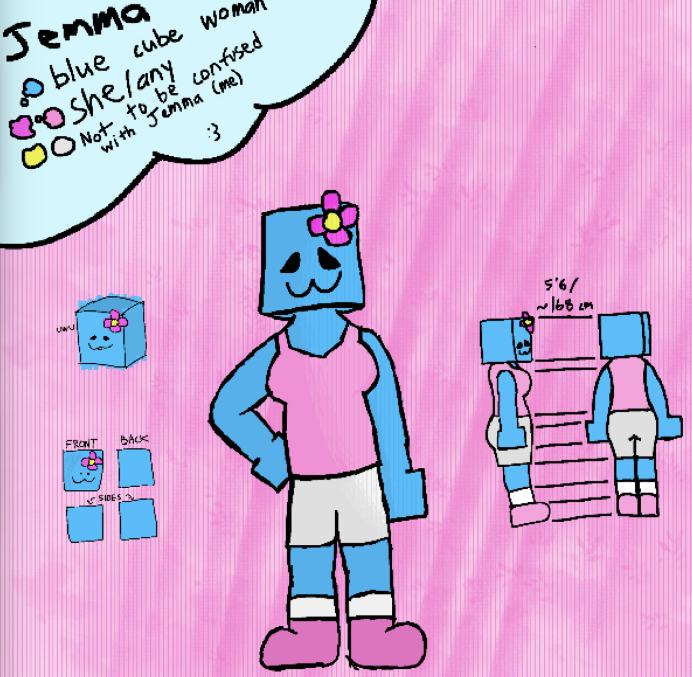 Jemma
blue cube woman
she/any
Not to be confused
with Jemma (me)
:3
5'6/
~168 cm
UwU
FRONT BACK
SIDES